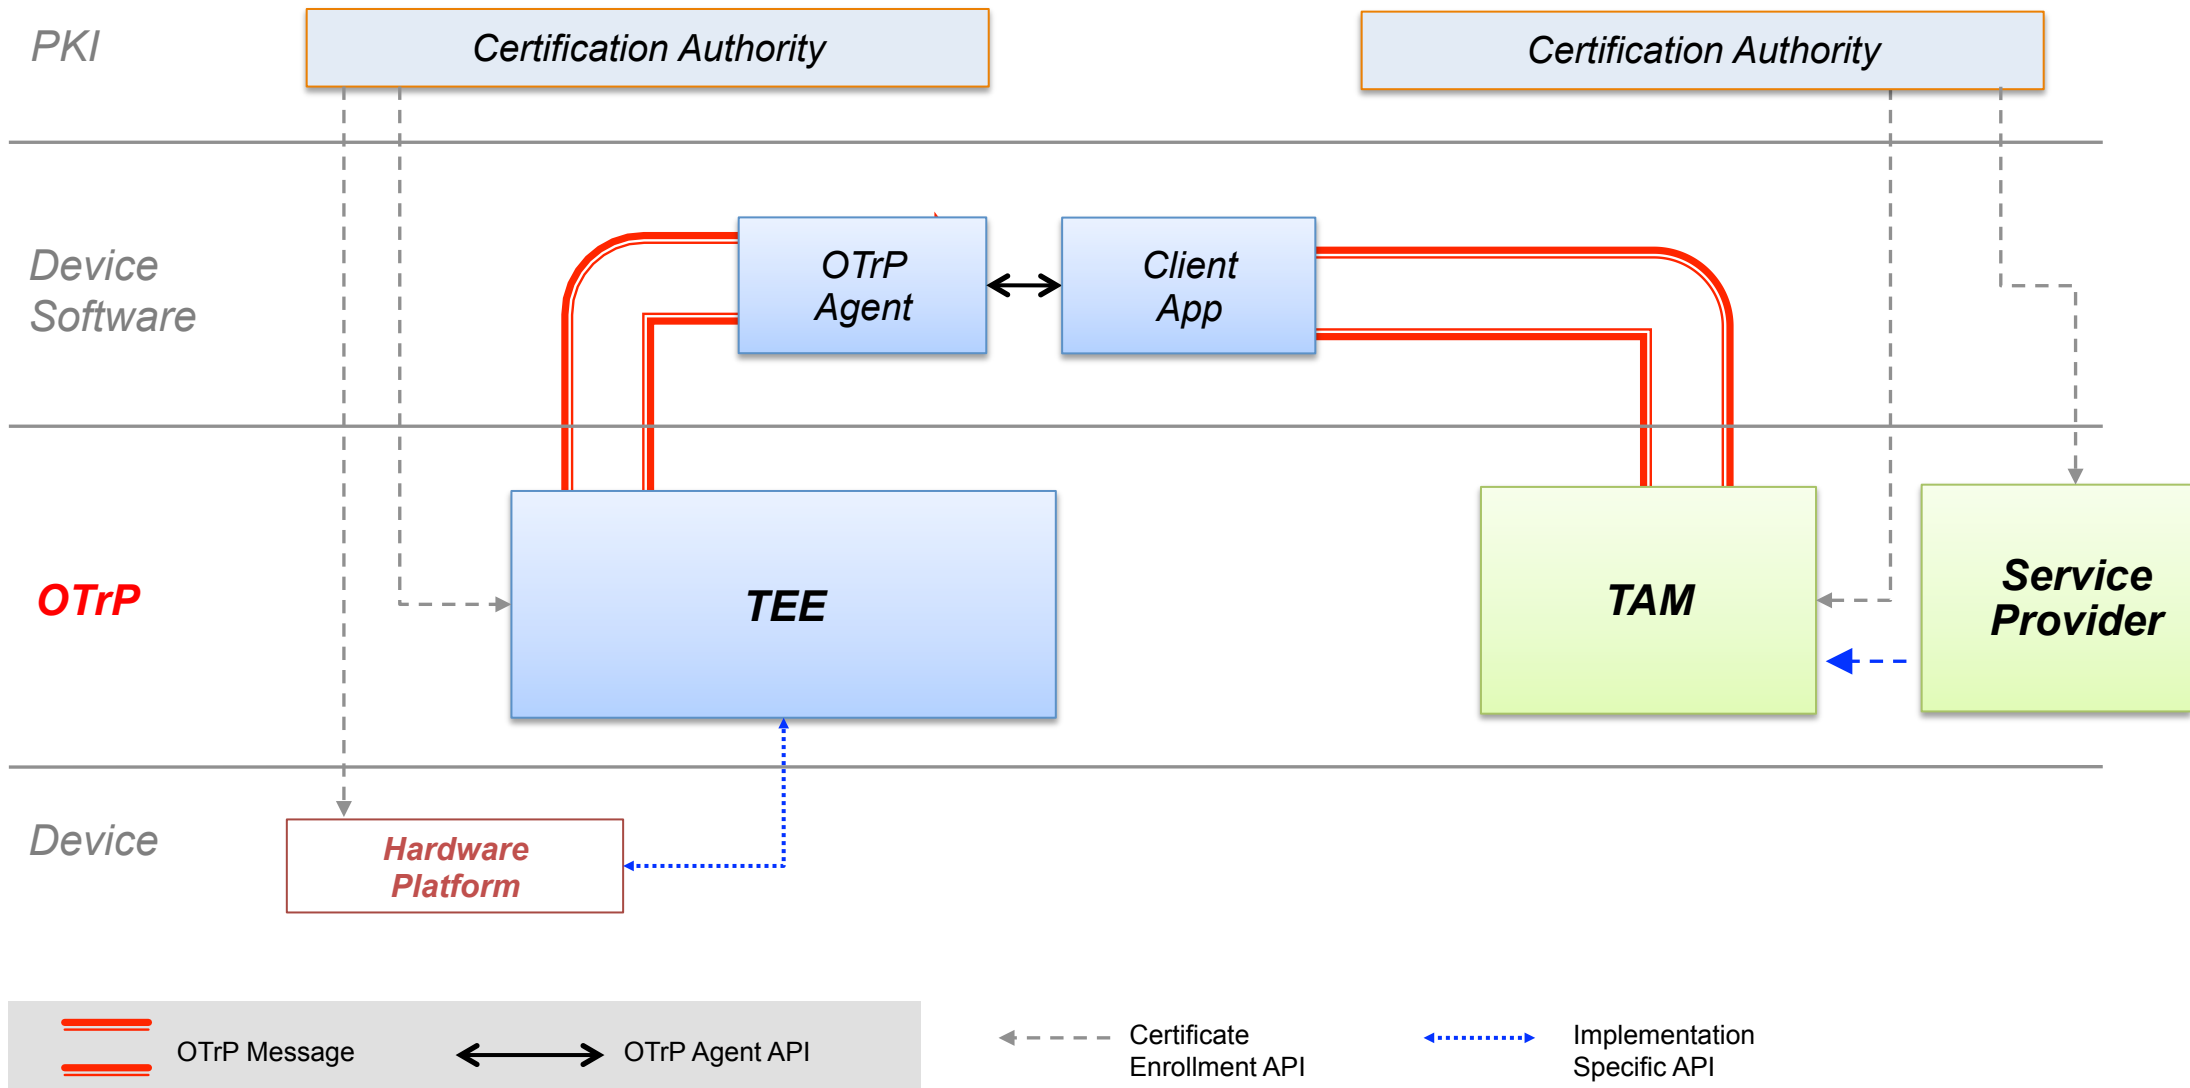 PKI
Certification Authority
Certification Authority
Device
Software
OTrP
Agent
Client
App
OTrP
TEE
TAM
Service
Provider
Device
Hardware
Platform
OTrP Message
OTrP Agent API
Certificate
Enrollment API
Implementation
Specific API